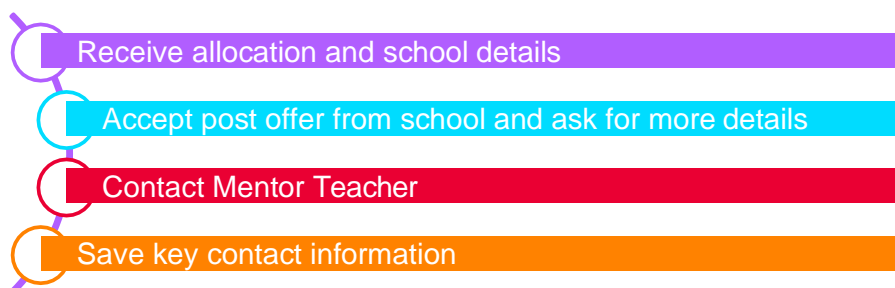 Receive allocation and school details
Accept post offer from school and ask for more details
Contact Mentor Teacher
Save key contact information